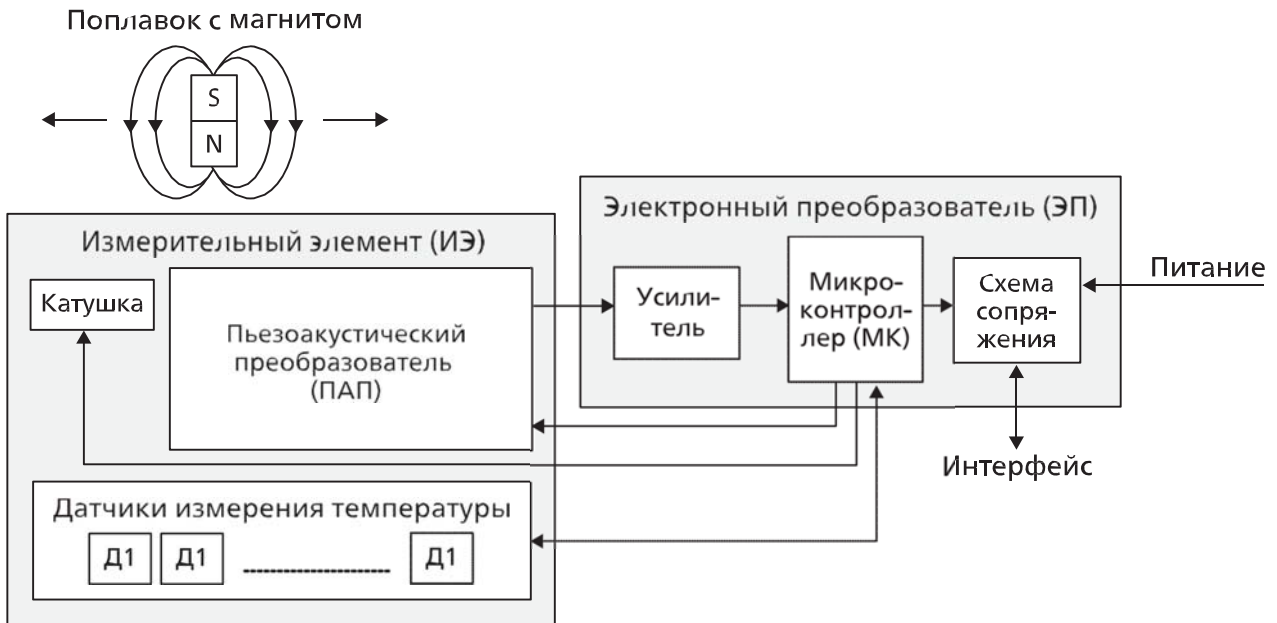 Поплавок с магнитом
S
N
Электронный преобразователь (ЭП)
Измерительный элемент (ИЭ)
Питание
Катушка
Пьезоакустический
преобразователь
(ПАП)
Усили-
тель
Микро-
контрол-
лер (МК)
Схема
сопря-
жения
Интерфейс
Датчики измерения температуры
Д1 Д1 Д1